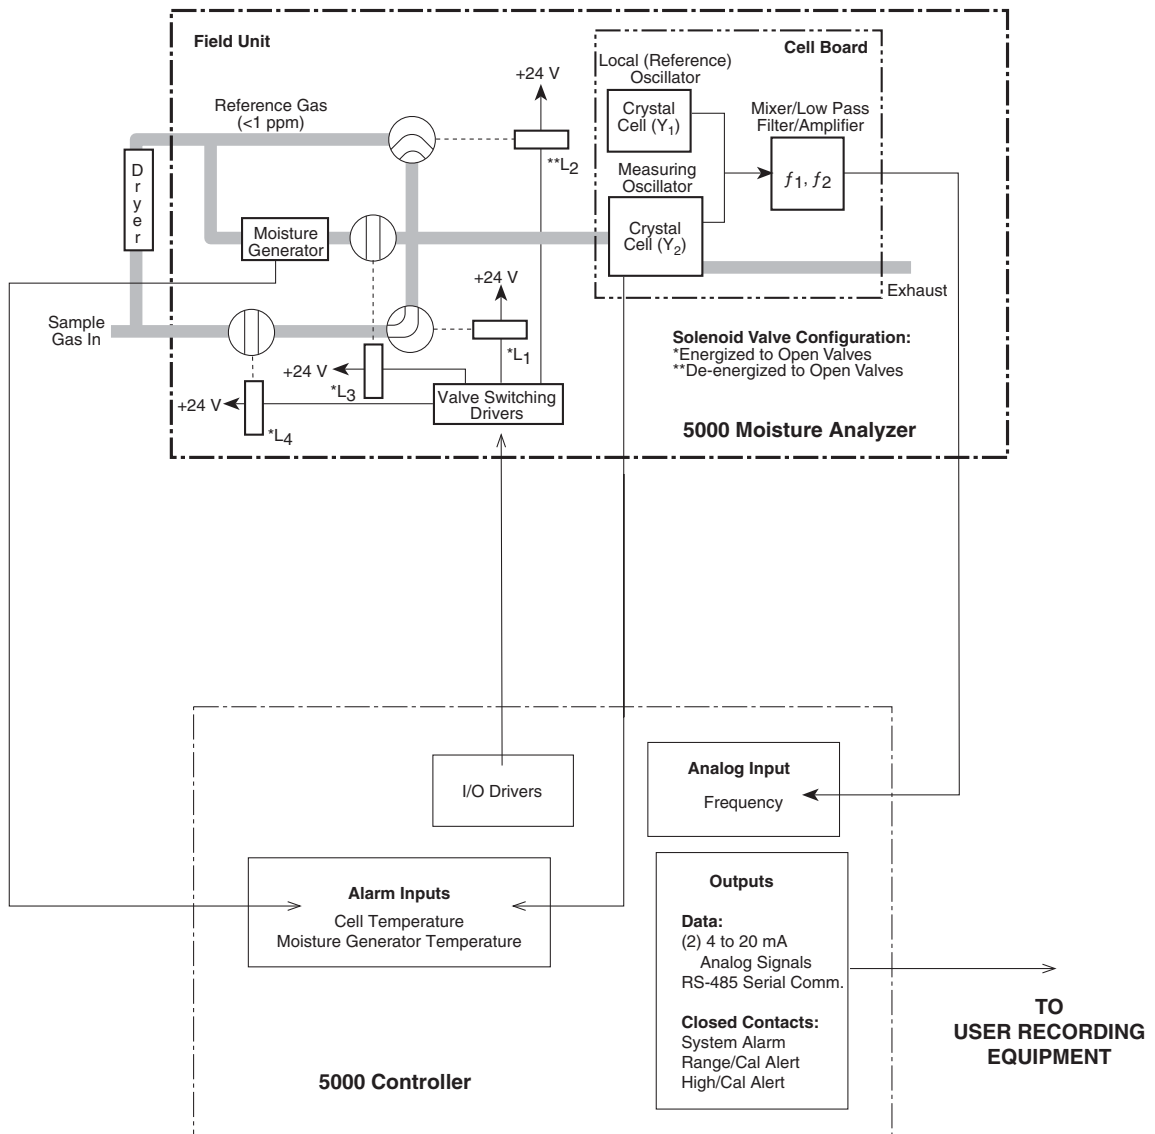 Field Unit
Cell Board
Local (Reference)
Oscillator
+24 V
Reference Gas
(<1 ppm)
Crystal
Cell (Y1)
Mixer/Low Pass
Filter/Amplifier
**L2
Dryer
Measuring
Oscillator
ƒ1, ƒ2
Moisture
Generator
Crystal
Cell (Y2)
+24 V
Exhaust
Sample
Gas In
*L1
Solenoid Valve Configuration:
*Energized to Open Valves
**De-energized to Open Valves
+24 V
*L3
+24 V
*L4
Valve Switching
Drivers
5000 Moisture Analyzer
I/O Drivers
Analog Input
Frequency
Alarm Inputs
Cell Temperature
Moisture Generator Temperature
Outputs
Data:
(2) 4 to 20 mA
Analog Signals
RS-485 Serial Comm.
Closed Contacts:
System Alarm
Range/Cal Alert
High/Cal Alert
TO
USER RECORDING
EQUIPMENT
5000 Controller